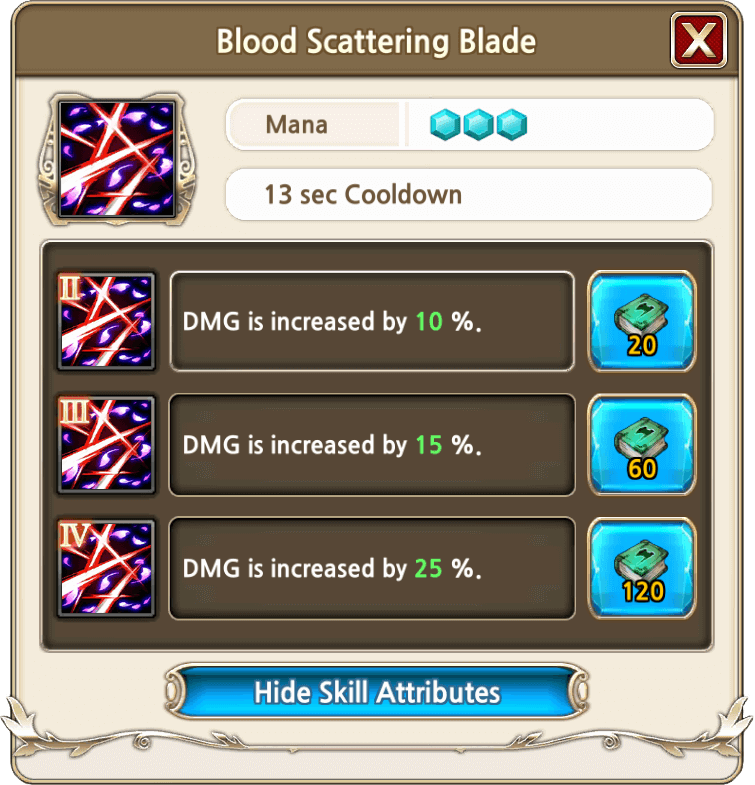 Blood Scattering Blade
X
Mana
13 sec Cooldown
II
DMG is increased by 10 %.
20
III
DMG is increased by 15 %.
60
IV
DMG is increased by 25 %.
120
Hide Skill Attributes